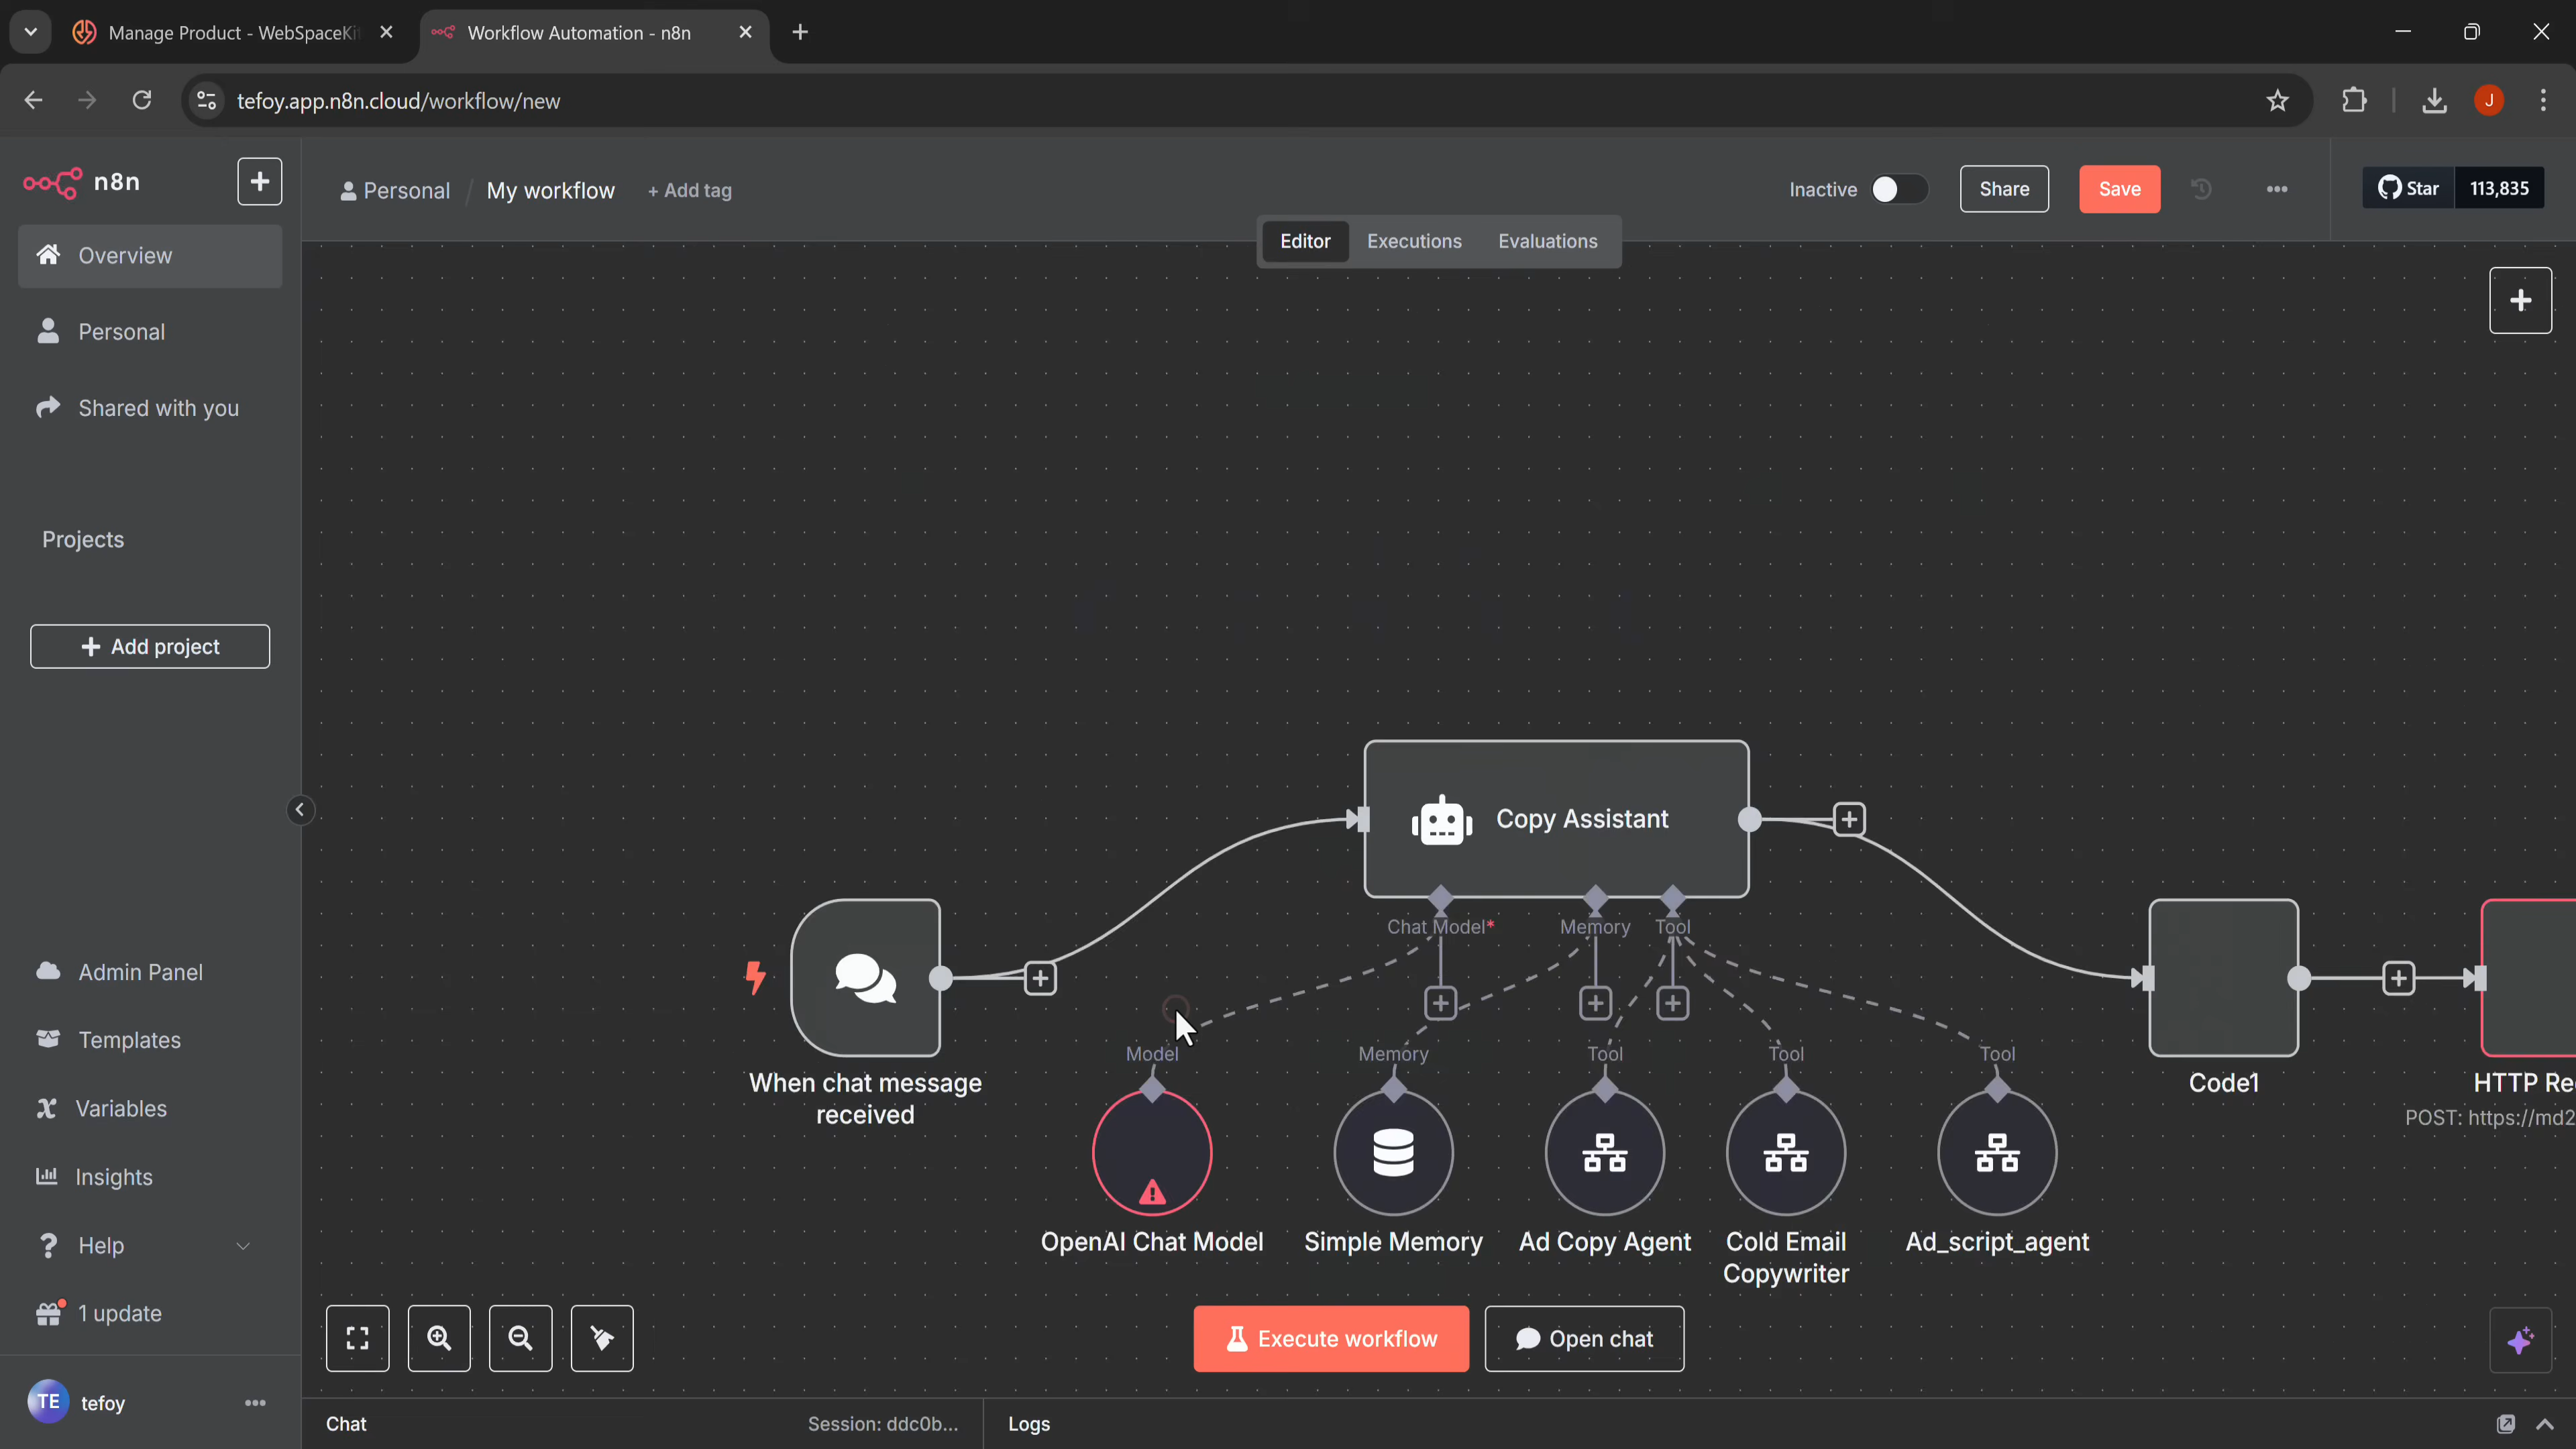 Manage Product - WebSpaceKi
Workflow Automation - n8n
tefoy.app.n8n.cloud/workflow/new
J
n8n
Personal / My workflow + Add tag
Inactive
Share
Save
Star 113,835
Editor Executions Evaluations
Overview
Personal
Shared with you
Projects
+ Add project
Admin Panel
Templates
Variables
Insights
Help
1 update
TE tefoy
Copy Assistant
Chat Model*
Memory
Tool
When chat message
received
Model
Memory
Tool
Tool
Tool
OpenAI Chat Model
Simple Memory
Ad Copy Agent
Cold Email
Copywriter
Ad_script_agent
Code1
HTTP Re
POST: https://md2
Execute workflow
Open chat
Chat
Session: ddc0b...
Logs